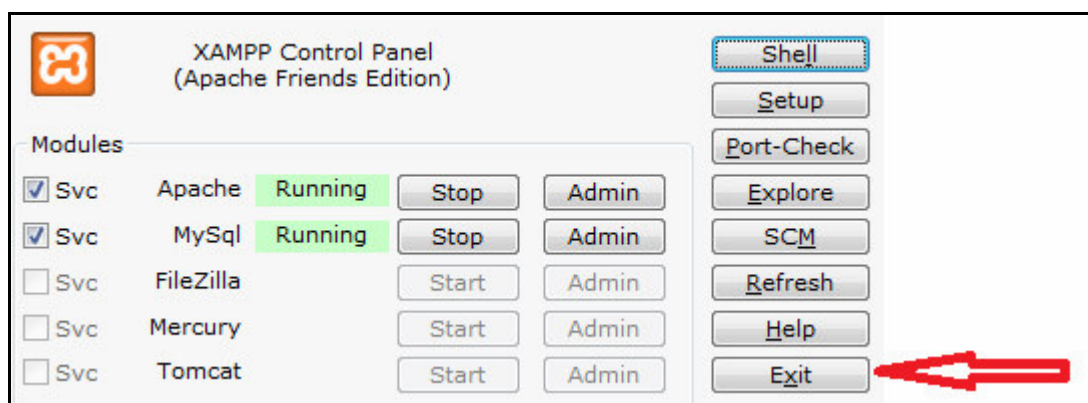 XAMPP Control Panel
(Apache Friends Edition)
Shell
Setup
Port-Check
Modules
Svc Apache Running Stop Admin Explore
Svc MySql Running Stop Admin SCM
Svc FileZilla Start Admin Refresh
Svc Mercury Start Admin Help
Svc Tomcat Start Admin Exit